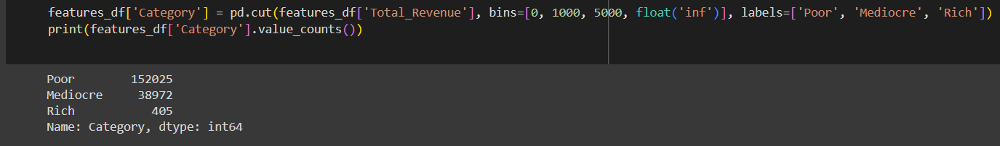 features_df['Category'] = pd.cut(features_df['Total_Revenue'], bins=[0, 1000, 5000, float('inf')], labels=['Poor', 'Mediocre', 'Rich'])
print(features_df['Category'].value_counts())
Poor 152025
Mediocre 38972
Rich 405
Name: Category, dtype: int64